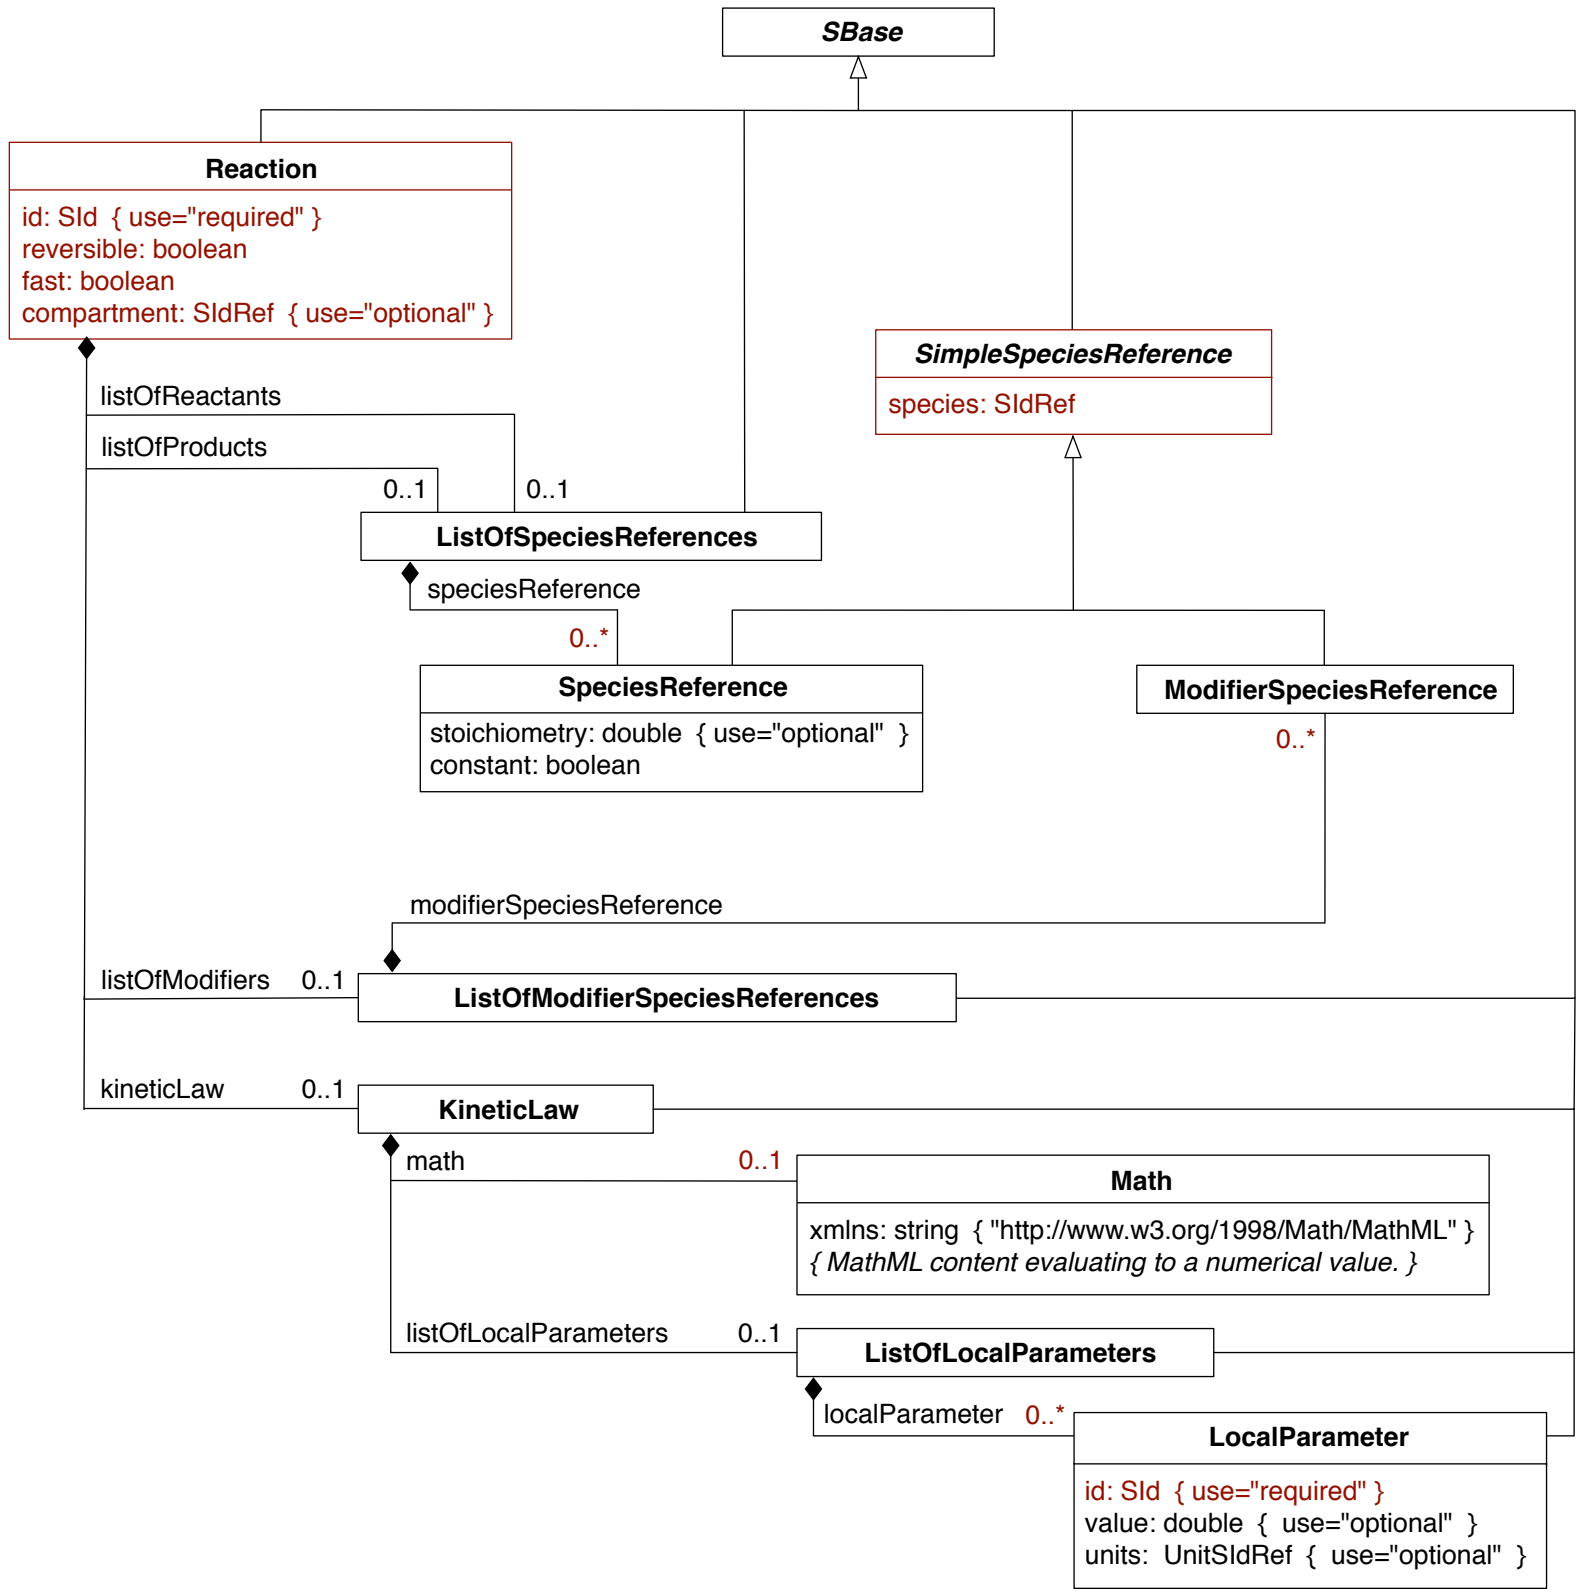 SBase
Reaction
id: SId { use="required" }
reversible: boolean
fast: boolean
compartment: SIdRef { use="optional" }
SimpleSpeciesReference
species: SIdRef
listOfReactants
listOfProducts
0..1
0..1
ListOfSpeciesReferences
speciesReference
0..*
SpeciesReference
stoichiometry: double { use="optional" }
constant: boolean
ModifierSpeciesReference
0..*
modifierSpeciesReference
listOfModifiers
0..1
ListOfModifierSpeciesReferences
kineticLaw
0..1
KineticLaw
math
0..1
Math
xmlns: string { "http://www.w3.org/1998/Math/MathML" }
{ MathML content evaluating to a numerical value. }
listOfLocalParameters
0..1
ListOfLocalParameters
localParameter
0..*
LocalParameter
id: SId { use="required" }
value: double { use="optional" }
units: UnitSIdRef { use="optional" }